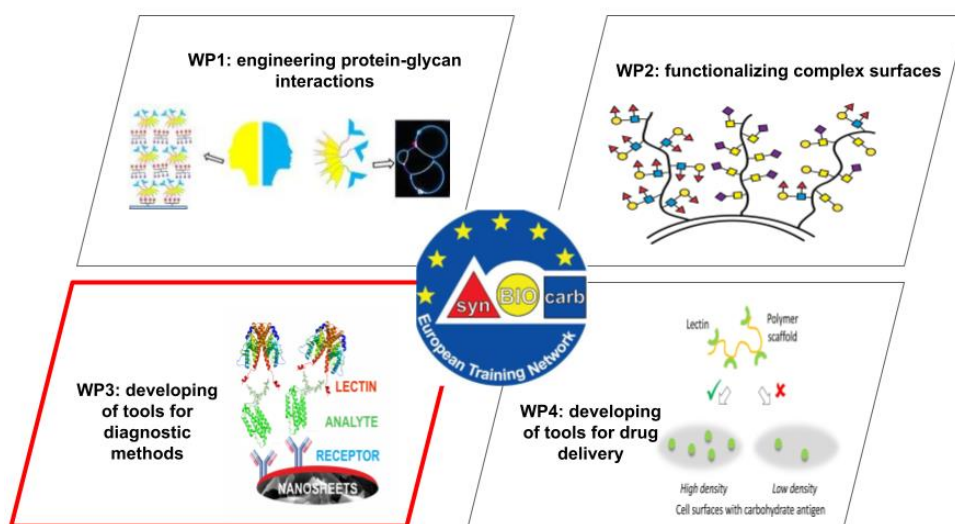 WP1: engineering protein-glycan
interactions
WP2: functionalizing complex surfaces
syn
BIO
carb
European Training Network
WP3: developing
of tools for
diagnostic
methods
LECTIN
ANALYTE
RECEPTOR
NANOSHEETS
WP4: developing
of tools for drug
delivery
Lectin
Polymer
scaffold
High density
Low density
Cell surfaces with carbohydrate antigen